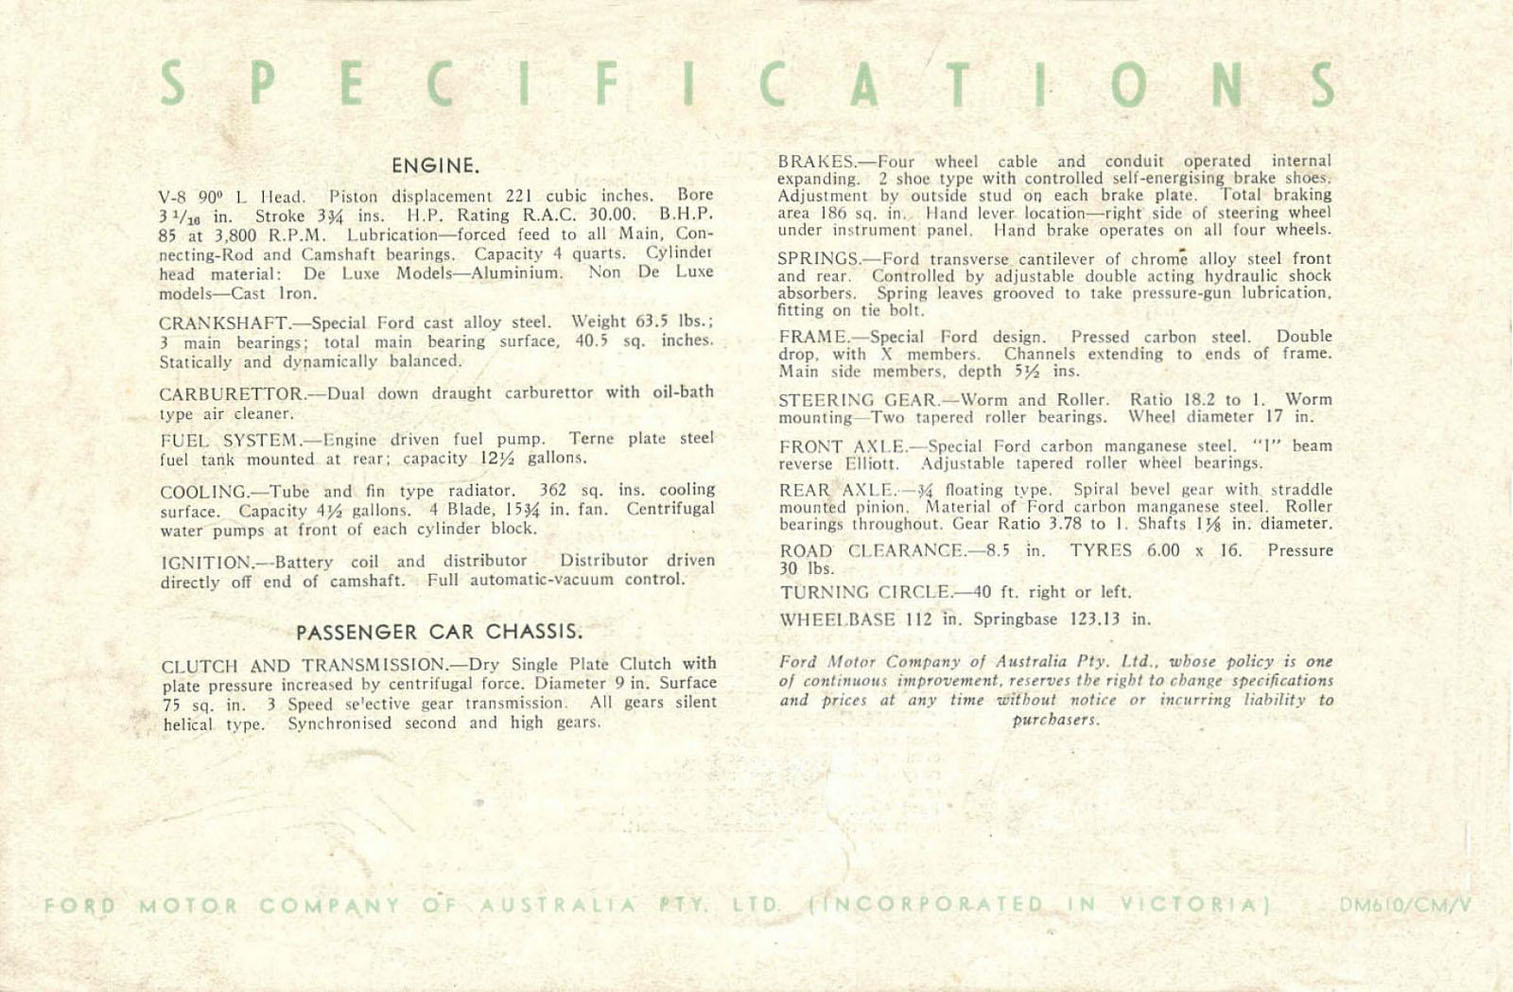 SPECIFICATIONS
ENGINE.
V-8 90⁰ L Head. Piston displacement 221 cubic inches. Bore
3 1/16 in. Stroke 3¾ ins. H.P. Rating R.A.C. 30.00. B.H.P.
85 at 3,800 R.P.M. Lubrication—forced feed to all Main, Con-
necting-Rod and Camshaft bearings. Capacity 4 quarts. Cylinder
head material: De Luxe Models—Aluminium. Non De Luxe
models—Cast Iron.
CRANKSHAFT.—Special Ford cast alloy steel. Weight 63.5 lbs.;
3 main bearings; total main bearing surface, 40.5 sq. inches.
Statically and dynamically balanced.
CARBURETTOR.—Dual down draught carburettor with oil-bath
type air cleaner.
FUEL SYSTEM.—Engine driven fuel pump. Terne plate steel
fuel tank mounted at rear; capacity 12½ gallons.
COOLING.—Tube and fin type radiator. 362 sq. ins. cooling
surface. Capacity 4½ gallons. 4 Blade, 15¾ in. fan. Centrifugal
water pumps at front of each cylinder block.
IGNITION.—Battery coil and distributor Distributor driven
directly off end of camshaft. Full automatic-vacuum control.
PASSENGER CAR CHASSIS.
CLUTCH AND TRANSMISSION.—Dry Single Plate Clutch with
plate pressure increased by centrifugal force. Diameter 9 in. Surface
75 sq. in. 3 Speed se'ective gear transmission. All gears silent
helical type. Synchronised second and high gears.
BRAKES.—Four wheel cable and conduit operated internal
expanding. 2 shoe type with controlled self-energising brake shoes.
Adjustment by outside stud on each brake plate. Total braking
area 186 sq. in. Hand lever location—right side of steering wheel
under instrument panel. Hand brake operates on all four wheels.
SPRINGS.—Ford transverse cantilever of chrome alloy steel front
and rear. Controlled by adjustable double acting hydraulic shock
absorbers. Spring leaves grooved to take pressure-gun lubrication,
fitting on tie bolt.
FRAME.—Special Ford design. Pressed carbon steel. Double
drop, with X members. Channels extending to ends of frame.
Main side members, depth 5½ ins.
STEERING GEAR.—Worm and Roller. Ratio 18.2 to 1. Worm
mounting—Two tapered roller bearings. Wheel diameter 17 in.
FRONT AXLE.—Special Ford carbon manganese steel. "I" beam
reverse Elliott. Adjustable tapered roller wheel bearings.
REAR AXLE.—¾ floating type. Spiral bevel gear with straddle
mounted pinion. Material of Ford carbon manganese steel. Roller
bearings throughout. Gear Ratio 3.78 to 1. Shafts 1⅛ in. diameter.
ROAD CLEARANCE.—8.5 in. TYRES 6.00 x 16. Pressure
30 lbs.
TURNING CIRCLE.—40 ft. right or left.
WHEELBASE 112 in. Springbase 123.13 in.
Ford Motor Company of Australia Pty. Ltd., whose policy is one
of continuous improvement, reserves the right to change specifications
and prices at any time without notice or incurring liability to
purchasers.
FORD MOTOR COMPANY OF AUSTRALIA PTY. LTD. (INCORPORATED IN VICTORIA) DM610/CM/V